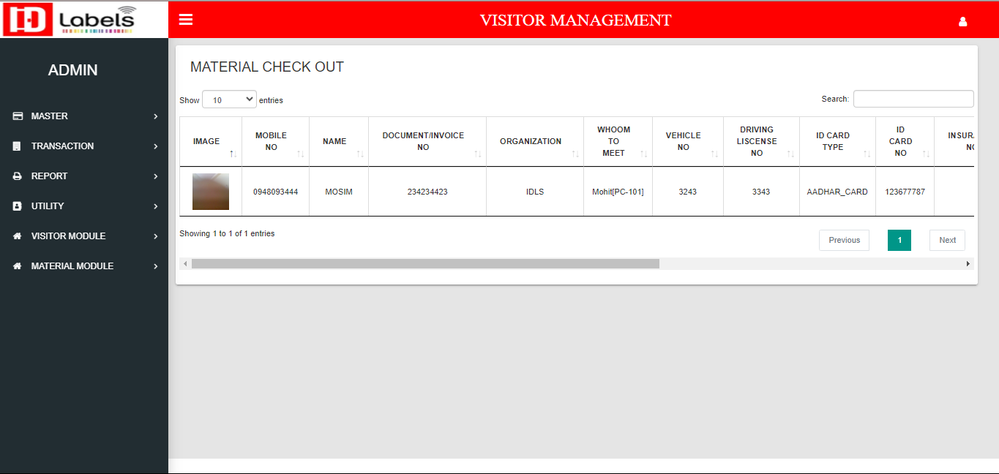 ID Labels
VISITOR MANAGEMENT
ADMIN
MASTER
TRANSACTION
REPORT
UTILITY
VISITOR MODULE
MATERIAL MODULE
MATERIAL CHECK OUT
Show 10 entries
Search:
IMAGE
MOBILE
NO
NAME
DOCUMENT/INVOICE
NO
ORGANIZATION
WHOOM
TO
MEET
VEHICLE
NO
DRIVING
LISCENSE
NO
ID CARD
TYPE
ID
CARD
NO
0948093444 MOSIM 234234423 IDLS Mohit[PC-101] 3243 3343 AADHAR_CARD 123677787
Showing 1 to 1 of 1 entries
Previous 1 Next